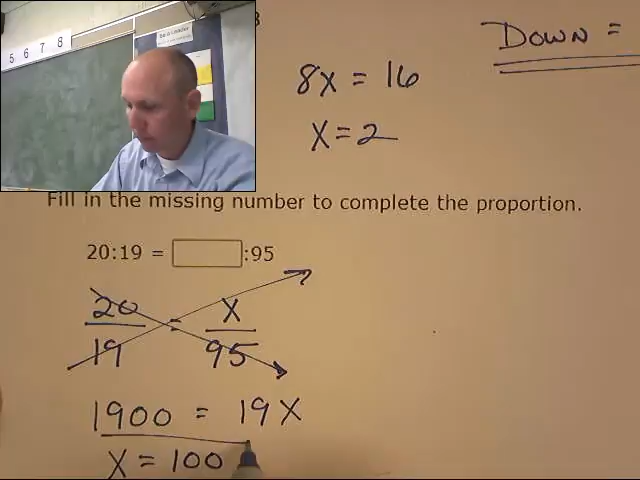 5 6 7 8
DOWN =
8x = 16
x = 2
Fill in the missing number to complete the proportion.
20:19 = :95
20/19 = x/95
1900 = 19x
x = 100